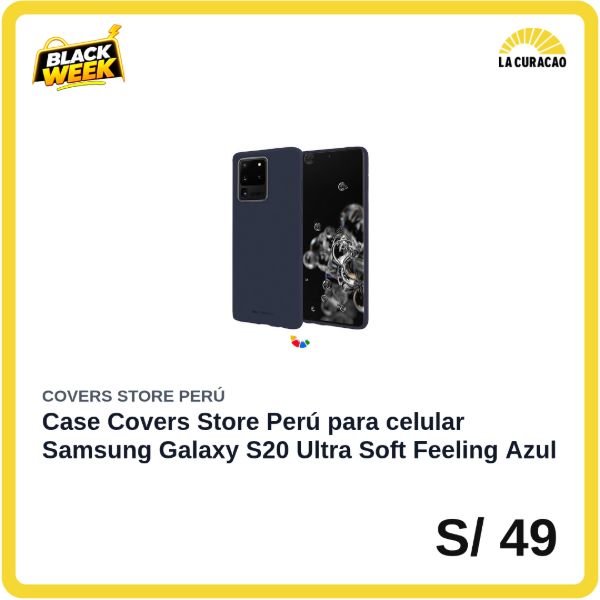 BLACK
WEEK
LA CURACAO
COVERS STORE PERÚ
Case Covers Store Perú para celular
Samsung Galaxy S20 Ultra Soft Feeling Azul
S/ 49